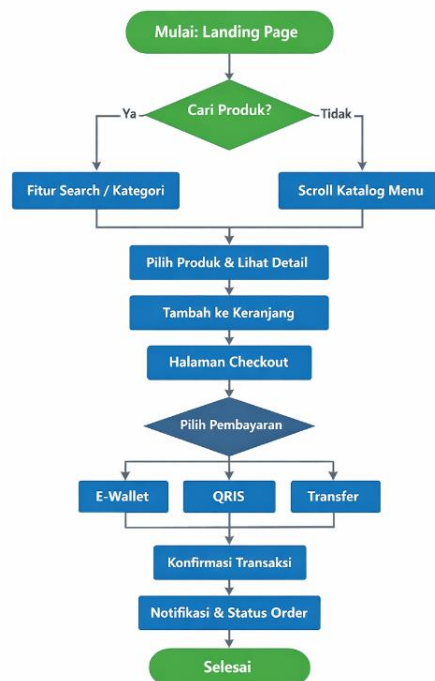 Mulai: Landing Page
Cari Produk?
Ya
Tidak
Fitur Search / Kategori
Scroll Katalog Menu
Pilih Produk & Lihat Detail
Tambah ke Keranjang
Halaman Checkout
Pilih Pembayaran
E-Wallet
QRIS
Transfer
Konfirmasi Transaksi
Notifikasi & Status Order
Selesai